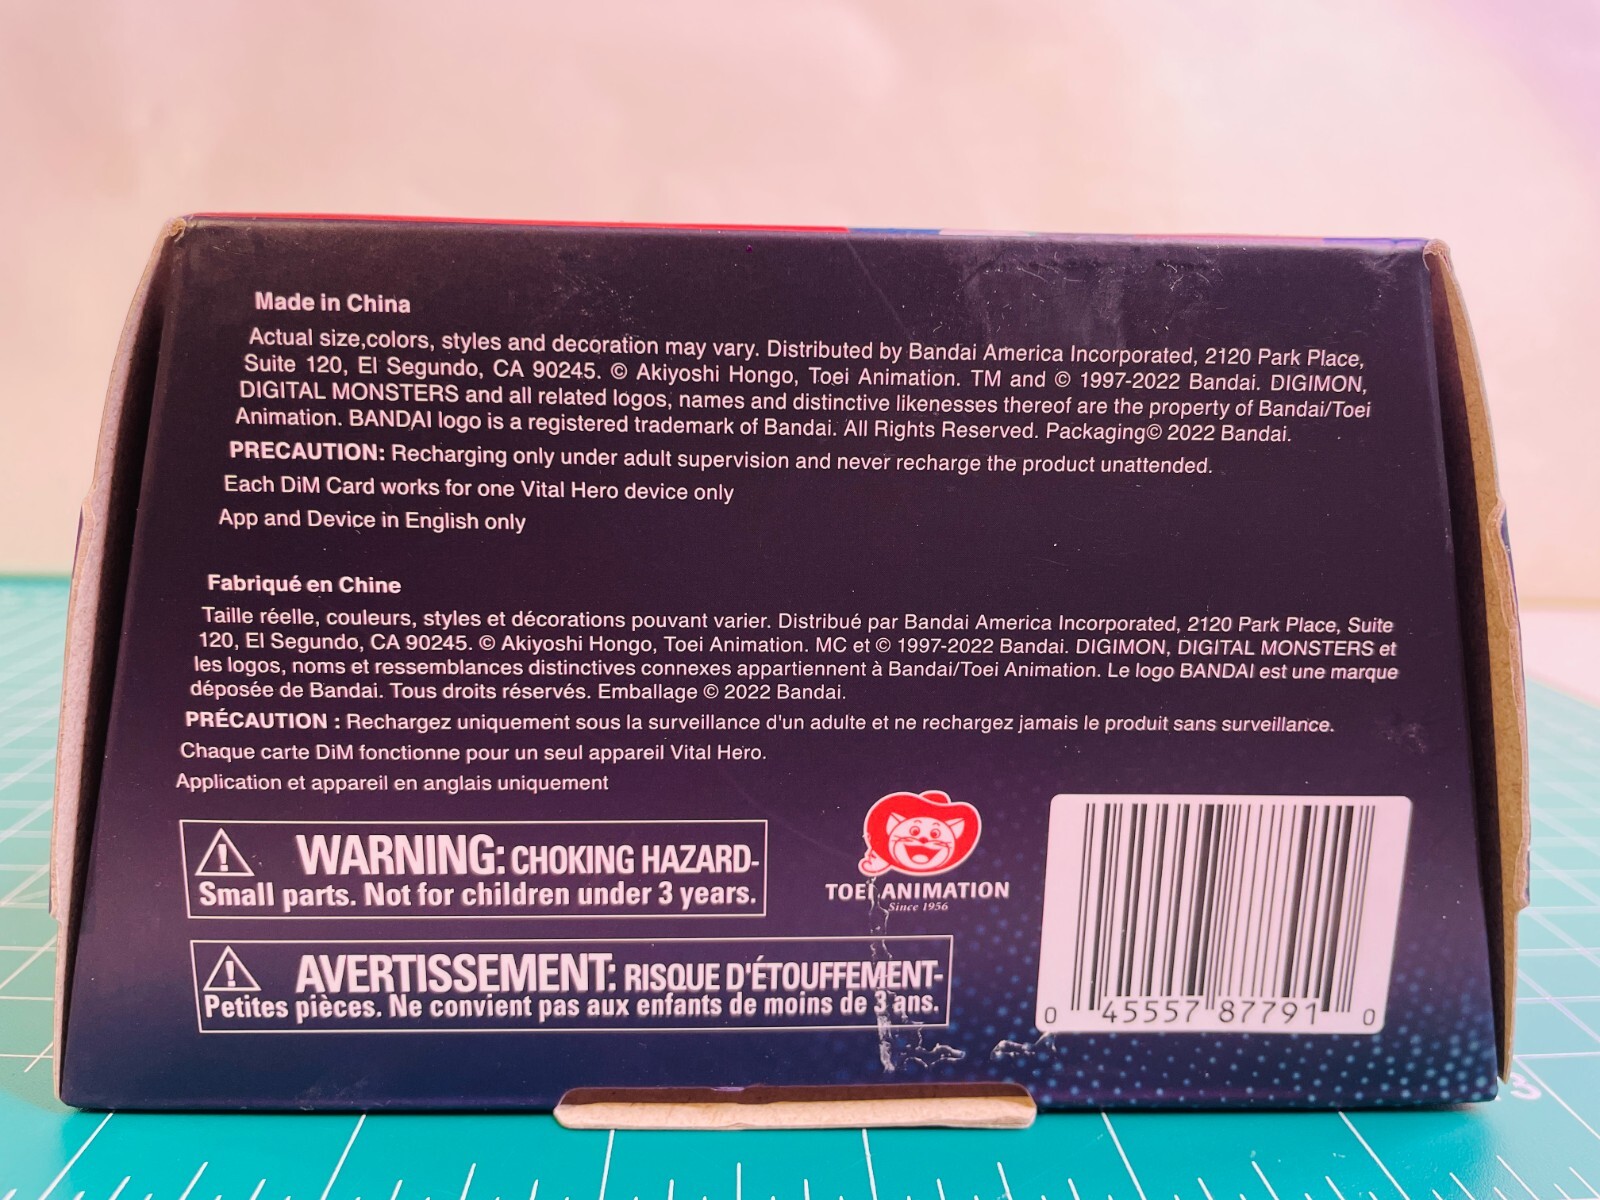 Made in China
Actual size,colors, styles and decoration may vary. Distributed by Bandai America Incorporated, 2120 Park Place,
Suite 120, El Segundo, CA 90245. © Akiyoshi Hongo, Toei Animation. TM and © 1997-2022 Bandai. DIGIMON,
DIGITAL MONSTERS and all related logos, names and distinctive likenesses thereof are the property of Bandai/Toei
Animation. BANDAI logo is a registered trademark of Bandai. All Rights Reserved. Packaging© 2022 Bandai.
PRECAUTION: Recharging only under adult supervision and never recharge the product unattended.
Each DiM Card works for one Vital Hero device only
App and Device in English only
Fabriqué en Chine
Taille réelle, couleurs, styles et décorations pouvant varier. Distribué par Bandai America Incorporated, 2120 Park Place, Suite
120, El Segundo, CA 90245. © Akiyoshi Hongo, Toei Animation. MC et © 1997-2022 Bandai. DIGIMON, DIGITAL MONSTERS et
les logos, noms et ressemblances distinctives connexes appartiennent à Bandai/Toei Animation. Le logo BANDAI est une marque
déposée de Bandai. Tous droits réservés. Emballage © 2022 Bandai.
PRÉCAUTION : Rechargez uniquement sous la surveillance d'un adulte et ne rechargez jamais le produit sans surveillance.
Chaque carte DiM fonctionne pour un seul appareil Vital Hero.
Application et appareil en anglais uniquement
WARNING: CHOKING HAZARD-
Small parts. Not for children under 3 years.
AVERTISSEMENT: RISQUE D'ÉTOUFFEMENT-
Petites pièces. Ne convient pas aux enfants de moins de 3 ans.
TOEI ANIMATION
Since 1956
0 45557 87791 0
3